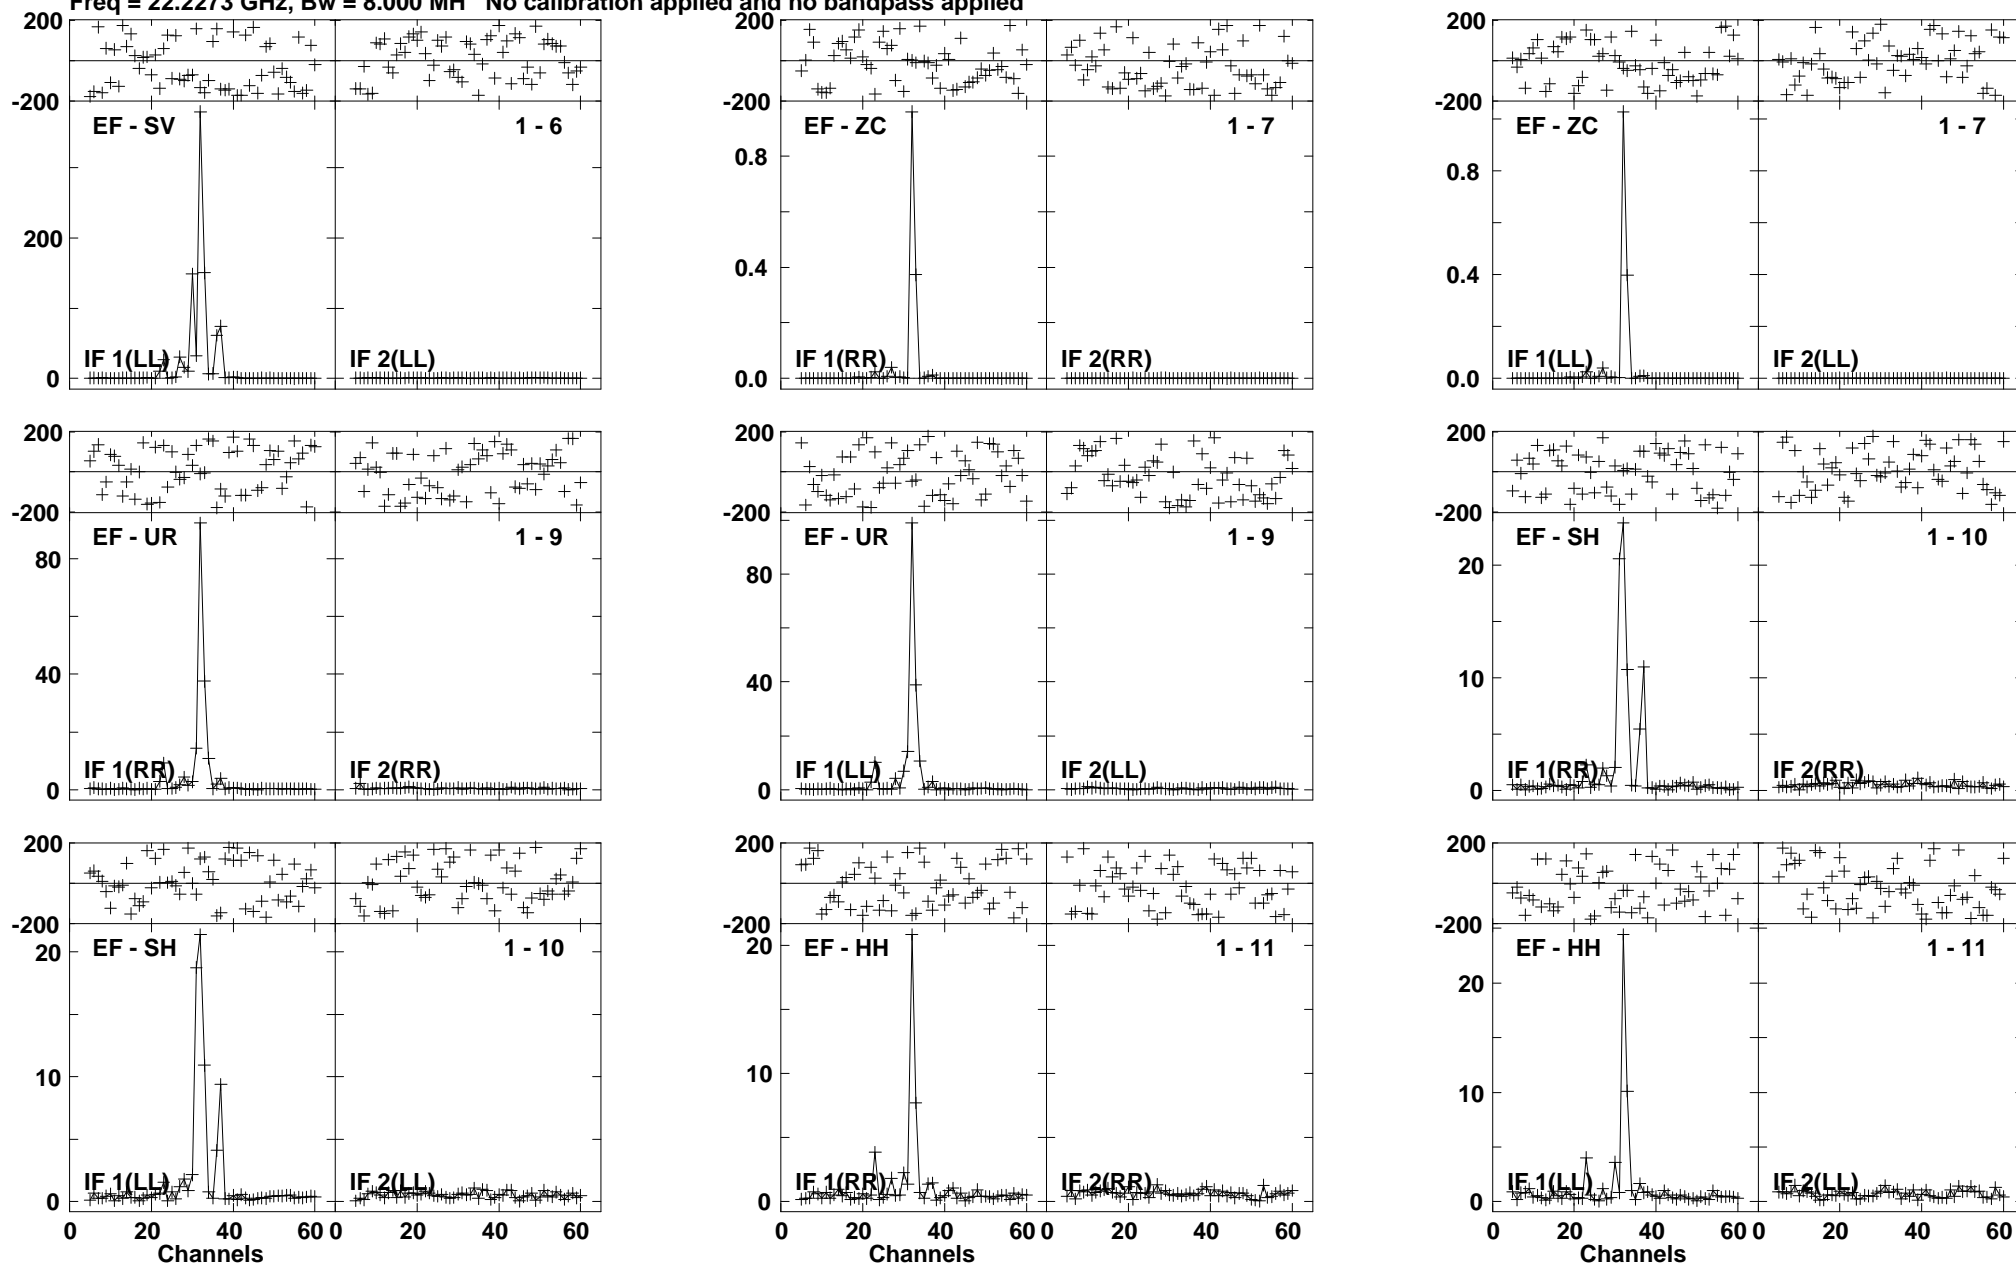 Freq = 22.2273 GHz, Bw = 8.000 MH No calibration applied and no bandpass applied
200 200 200
-200 -200 -200
EF - SV 1 - 6 EF - ZC 1 - 7 EF - ZC 1 - 7
0.8 0.8
200 0.4 0.4
IF 1(LL) IF 2(LL) IF 1(RR) IF 2(RR) IF 1(LL) IF 2(LL)
0 0.0 0.0
200 200 200
-200 -200 -200
EF - UR 1 - 9 EF - UR 1 - 9 EF - SH 1 - 10
80 80 20
40 40 10
IF 1(RR) IF 2(RR) IF 1(LL) IF 2(LL) IF 1(RR) IF 2(RR)
0 0 0
200 200 200
-200 -200 -200
EF - SH 1 - 10 EF - HH 1 - 11 EF - HH 1 - 11
20 20 20
10 10 10
IF 1(LL) IF 2(LL) IF 1(RR) IF 2(RR) IF 1(LL) IF 2(LL)
0 0 0
0 20 40 60 0 20 40 60 0 20 40 60 0 20 40 60 0 20 40 60 0 20 40 60
Channels Channels Channels